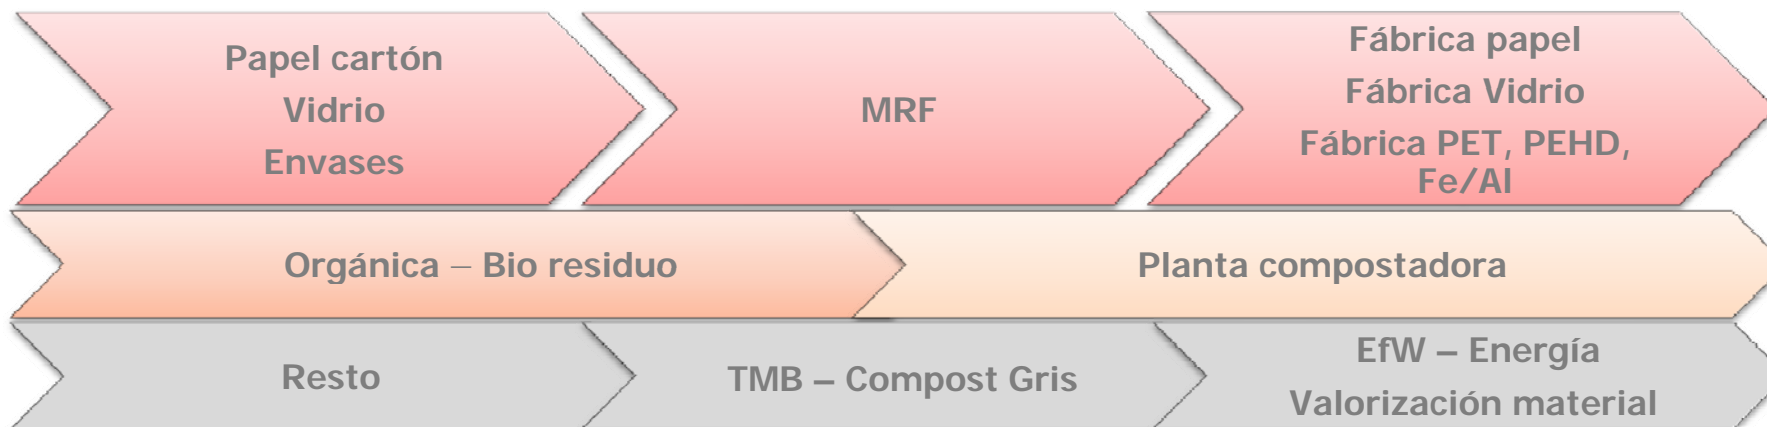 Papel cartón
Vidrio
Envases
MRF
Fábrica papel
Fábrica Vidrio
Fábrica PET, PEHD,
Fe/Al
Orgánica – Bio residuo
Planta compostadora
Resto
TMB – Compost Gris
EfW – Energía
Valorización material